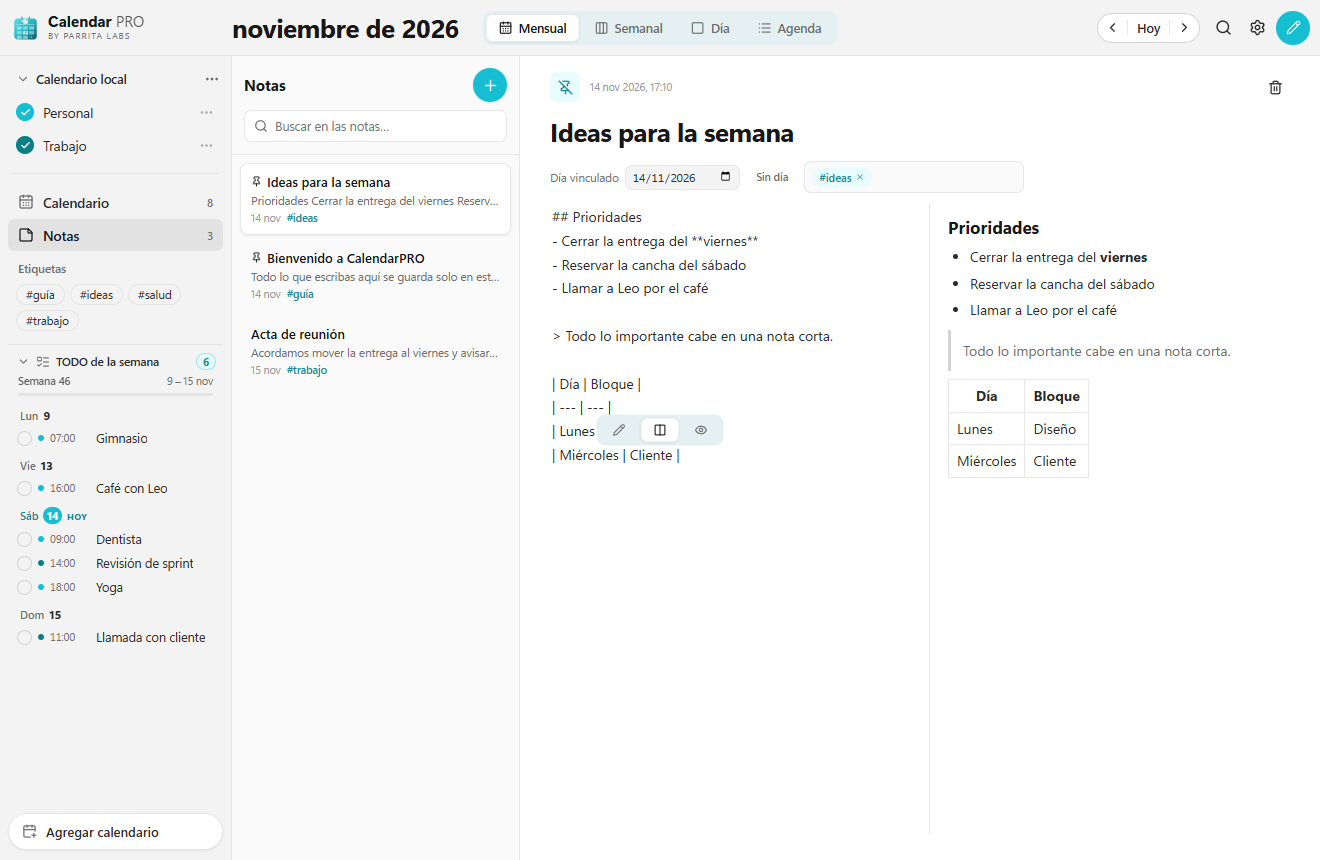 Calendar PRO
BY PARRITA LABS
noviembre de 2026
Mensual
Semanal
Día
Agenda
Hoy
Calendario local
Personal
Trabajo
Calendario 8
Notas 3
Etiquetas
#guía #ideas #salud
#trabajo
TODO de la semana 6
Semana 46 9 – 15 nov
Lun 9
07:00 Gimnasio
Vie 13
16:00 Café con Leo
Sáb 14 HOY
09:00 Dentista
14:00 Revisión de sprint
18:00 Yoga
Dom 15
11:00 Llamada con cliente
Agregar calendario
Notas
Buscar en las notas...
Ideas para la semana
Prioridades Cerrar la entrega del viernes Reserv...
14 nov #ideas
Bienvenido a CalendarPRO
Todo lo que escribas aquí se guarda solo en est...
14 nov #guía
Acta de reunión
Acordamos mover la entrega al viernes y avisar...
15 nov #trabajo
14 nov 2026, 17:10
Ideas para la semana
Día vinculado 14/11/2026 Sin día #ideas ×
## Prioridades
- Cerrar la entrega del **viernes**
- Reservar la cancha del sábado
- Llamar a Leo por el café
> Todo lo importante cabe en una nota corta.
| Día | Bloque |
| --- | --- |
| Lunes
| Miércoles | Cliente |
Prioridades
• Cerrar la entrega del viernes
• Reservar la cancha del sábado
• Llamar a Leo por el café
Todo lo importante cabe en una nota corta.
Día Bloque
Lunes Diseño
Miércoles Cliente